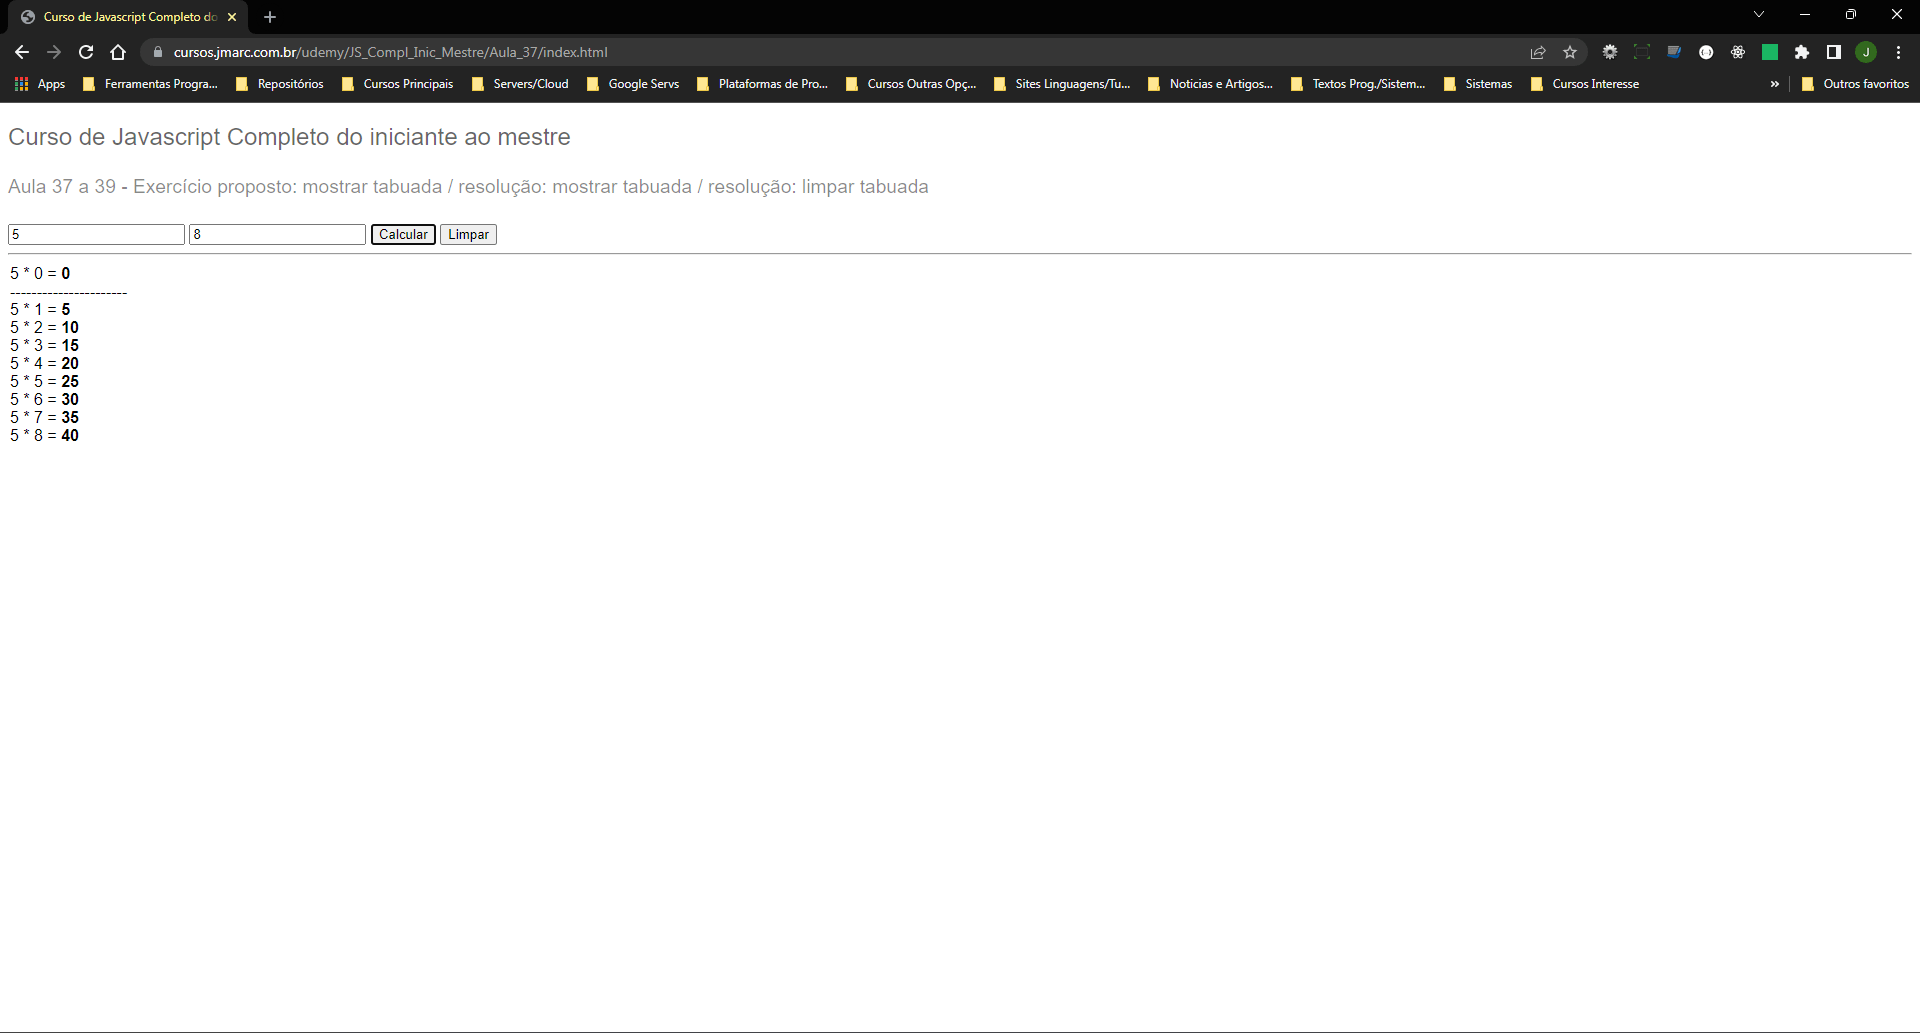 Curso de Javascript Completo do
cursos.jmarc.com.br/udemy/JS_Compl_Inic_Mestre/Aula_37/index.html
J
Apps Ferramentas Progra... Repositórios Cursos Principais Servers/Cloud Google Servs Plataformas de Pro... Cursos Outras Opç... Sites Linguagens/Tu... Noticias e Artigos... Textos Prog./Sistem... Sistemas Cursos Interesse » Outros favoritos
Curso de Javascript Completo do iniciante ao mestre
Aula 37 a 39 - Exercício proposto: mostrar tabuada / resolução: mostrar tabuada / resolução: limpar tabuada
5 8 Calcular Limpar
5 * 0 = 0
----------------------
5 * 1 = 5
5 * 2 = 10
5 * 3 = 15
5 * 4 = 20
5 * 5 = 25
5 * 6 = 30
5 * 7 = 35
5 * 8 = 40